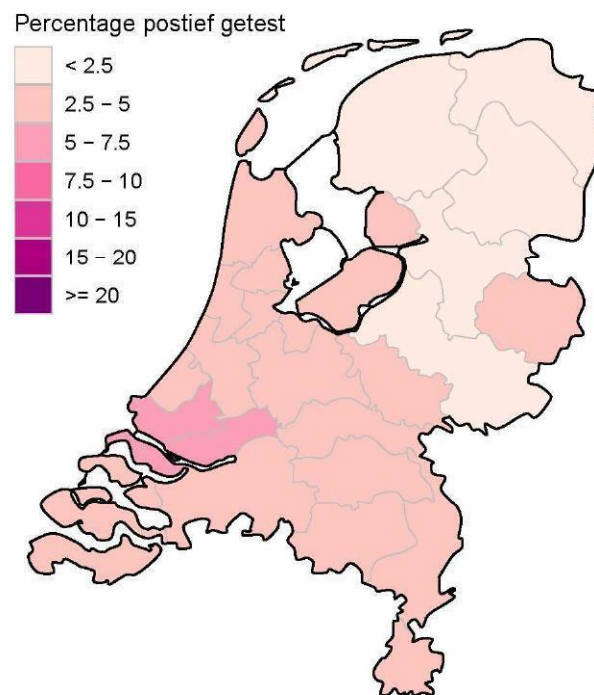 Percentage postief getest
< 2.5
2.5 – 5
5 – 7.5
7.5 – 10
10 – 15
15 – 20
>= 20